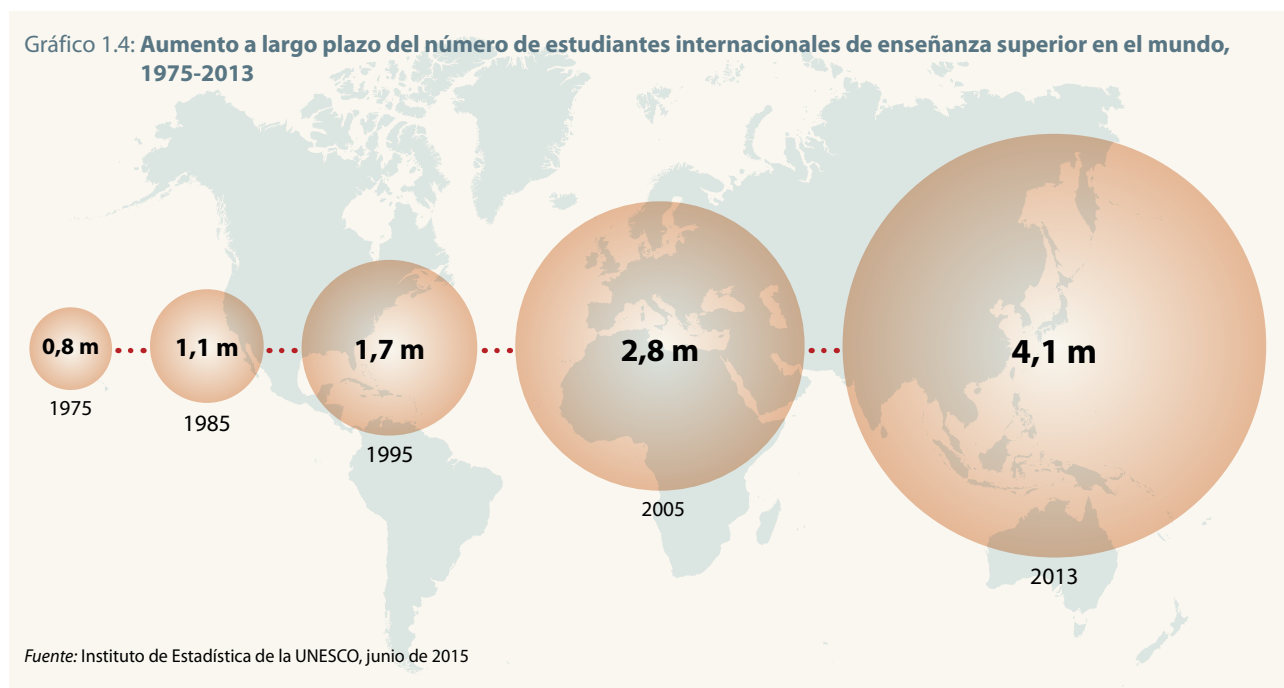 Gráfico 1.4: Aumento a largo plazo del número de estudiantes internacionales de enseñanza superior en el mundo,
1975-2013
0,8 m
1975
1,1 m
1985
1,7 m
1995
2,8 m
2005
4,1 m
2013
Fuente: Instituto de Estadística de la UNESCO, junio de 2015